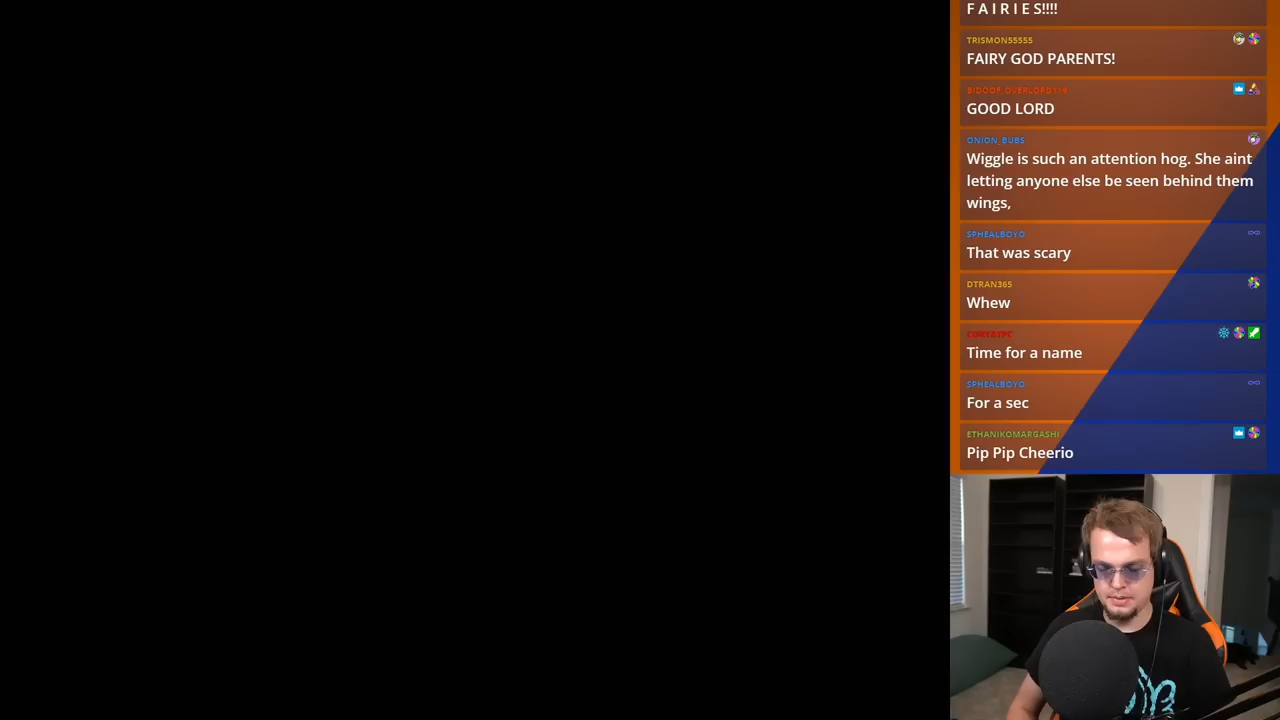 F A I R I E S!!!!
TRISMON55555
FAIRY GOD PARENTS!
BIDOOF_OVERLORD119
GOOD LORD
ONION_BUBS
Wiggle is such an attention hog. She aint
letting anyone else be seen behind them
wings,
SPHEALBOYO
That was scary
DTRAN365
Whew
Time for a name
SPHEALBOYO
For a sec
ETHANIKOMARGASHI
Pip Pip Cheerio